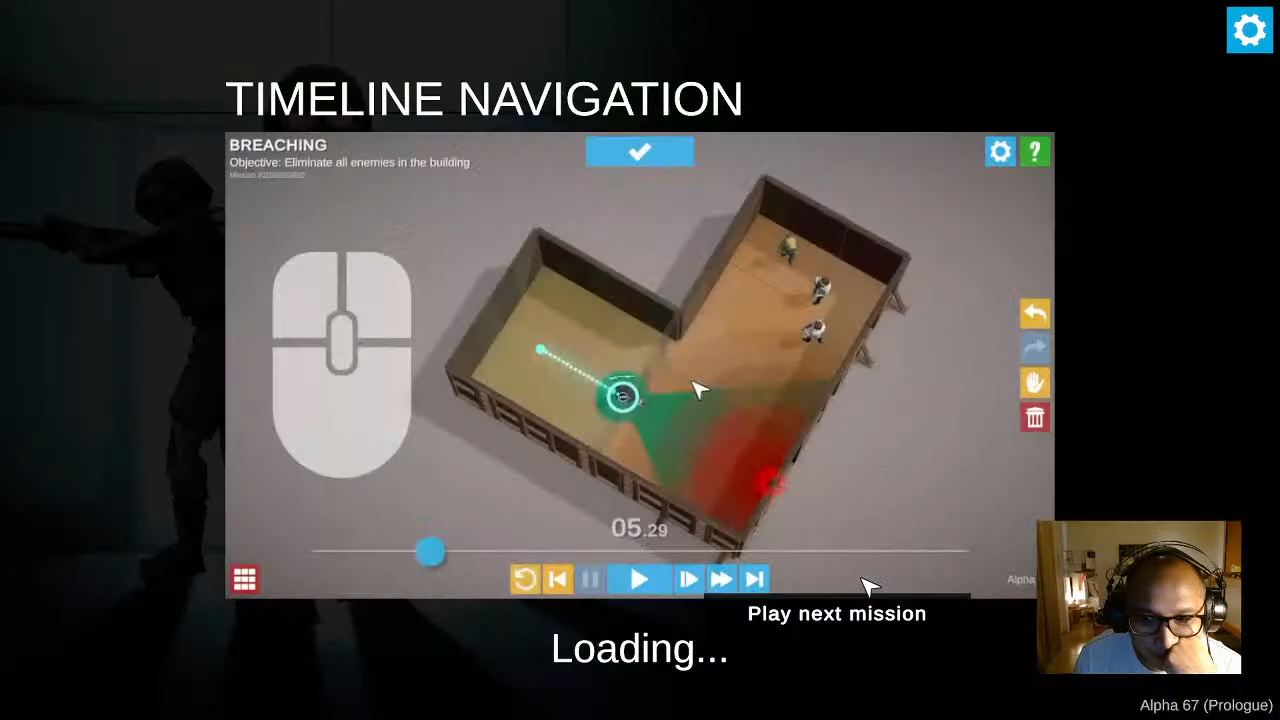 TIMELINE NAVIGATION
BREACHING
Objective: Eliminate all enemies in the building
?
05.29
Alpha
Play next mission
Loading...
Alpha 67 (Prologue)